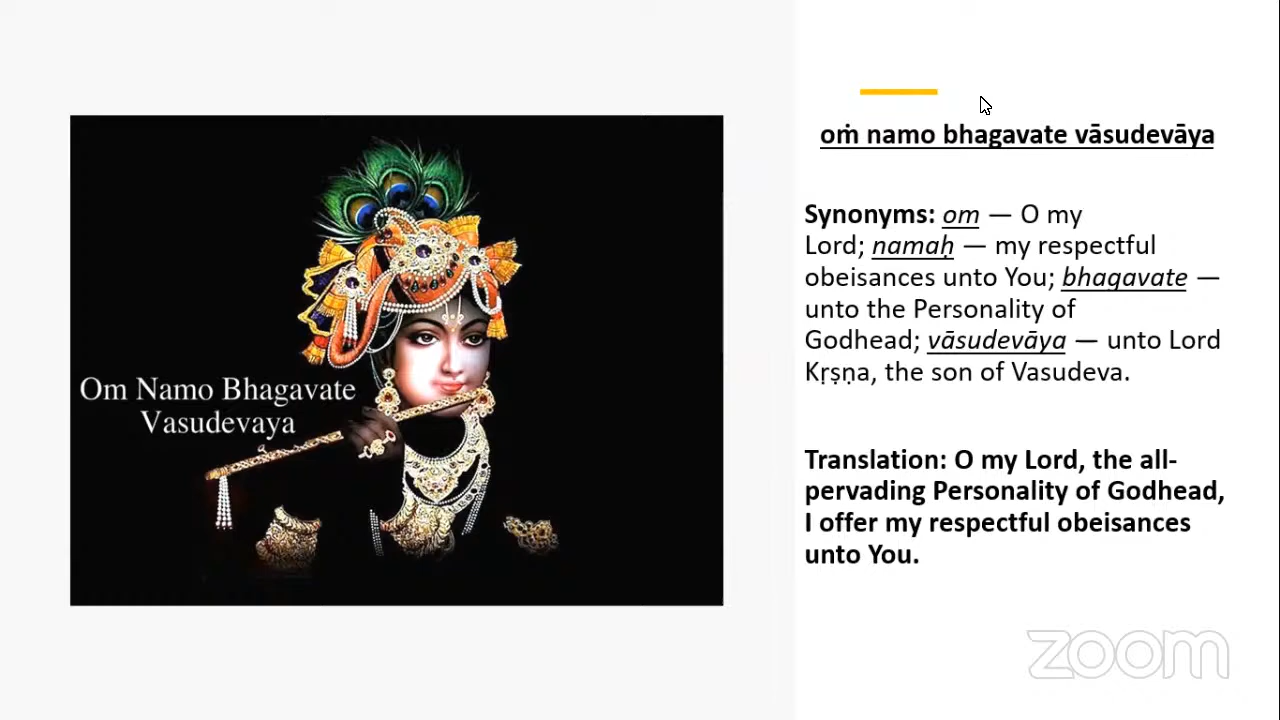 oṁ namo bhagavate vāsudevāya
Synonyms: om — O my
Lord; namaḥ — my respectful
obeisances unto You; bhagavate —
unto the Personality of
Godhead; vāsudevāya — unto Lord
Kṛṣṇa, the son of Vasudeva.
Translation: O my Lord, the all-
pervading Personality of Godhead,
I offer my respectful obeisances
unto You.
Om Namo Bhagavate
Vasudevaya
zoom